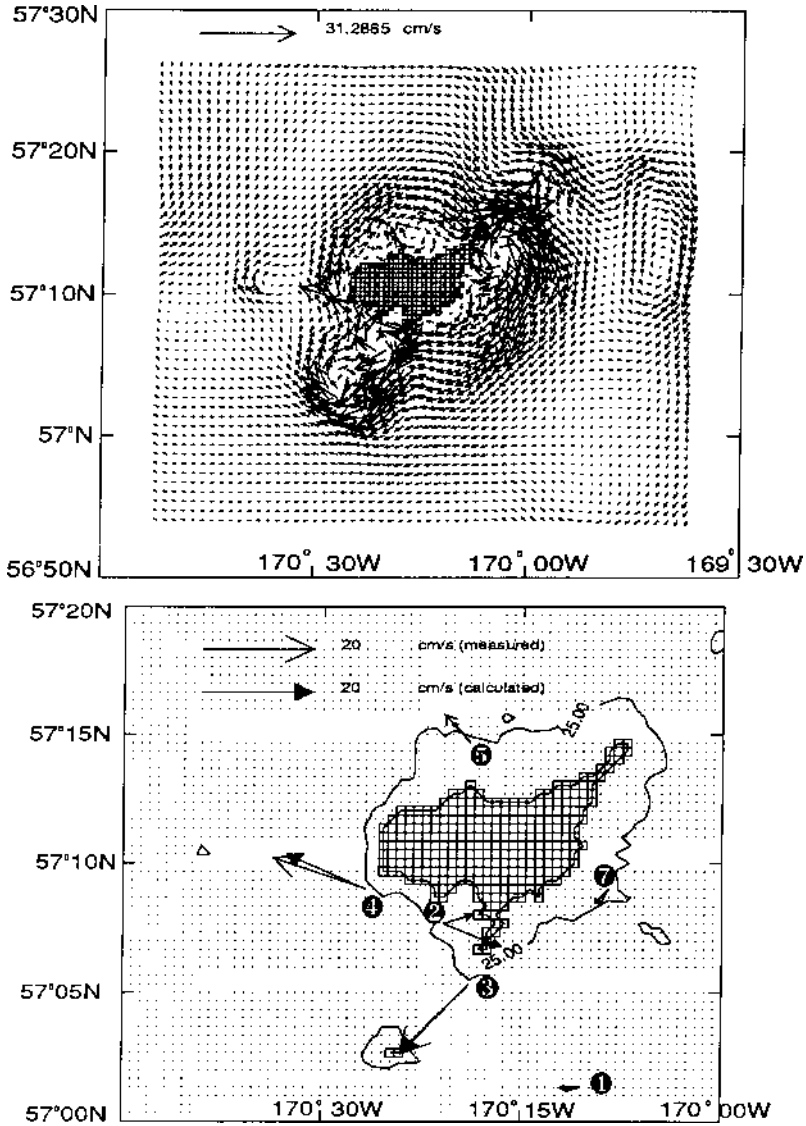 57°30N
31.2865 cm/s
57°20N
57°10N
57°N
56°50N
170° 30W
170° 00W
169° 30W
57°20N
20 cm/s (measured)
20 cm/s (calculated)
25.00
57°15N
5
57°10N
7
4
2
25.00
3
57°05N
1
57°00N
170°30W
170°15W
170°00W